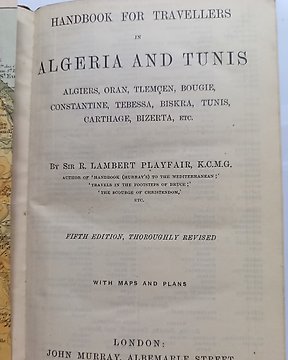 HANDBOOK FOR TRAVELLERS
IN
ALGERIA AND TUNIS
ALGIERS, ORAN, TLEMÇEN, BOUGIE,
CONSTANTINE, TEBESSA, BISKRA, TUNIS,
CARTHAGE, BIZERTA, ETC.
BY SIR R. LAMBERT PLAYFAIR, K.C.M.G.
AUTHOR OF 'HANDBOOK (MURRAY'S) TO THE MEDITERRANEAN;'
'TRAVELS IN THE FOOTSTEPS OF BRUCE;'
'THE SCOURGE OF CHRISTENDOM,'
ETC.
FIFTH EDITION, THOROUGHLY REVISED
WITH MAPS AND PLANS
LONDON:
JOHN MURRAY, ALBEMARLE STREET